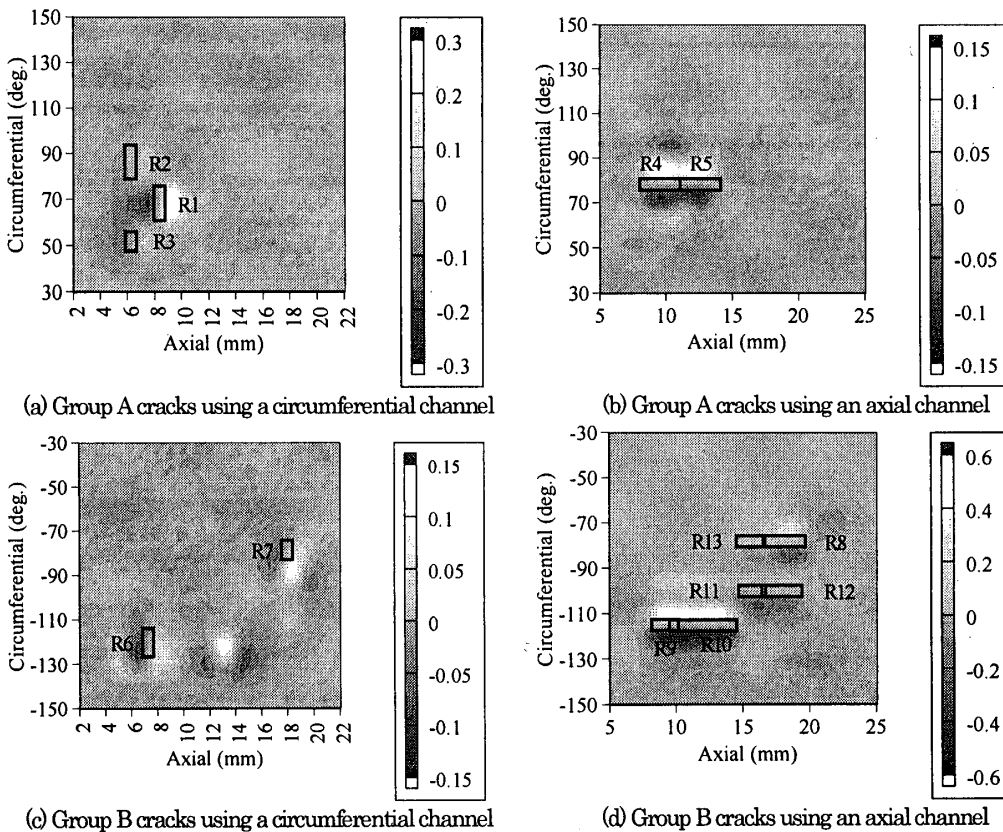 150
130
110
90
70
50
30
Circumferential (deg.)
R2
R1
R3
2 4 6 8 10 12 14 16 18 20 22
Axial (mm)
0.3
0.2
0.1
0
-0.1
-0.2
-0.3
(a) Group A cracks using a circumferential channel
150
130
110
90
70
50
30
Circumferential (deg.)
R4 R5
5 10 15 20 25
Axial (mm)
0.15
0.1
0.05
0
-0.05
-0.1
-0.15
(b) Group A cracks using an axial channel
-30
-50
-70
-90
-110
-130
-150
Circumferential (deg.)
R7
R6
2 4 6 8 10 12 14 16 18 20 22
Axial (mm)
0.15
0.1
0.05
0
-0.05
-0.1
-0.15
(c) Group B cracks using a circumferential channel
-30
-50
-70
-90
-110
-130
-150
Circumferential (deg.)
R13 R8
R11 R12
R9 R10
5 10 15 20 25
Axial (mm)
0.6
0.4
0.2
0
-0.2
-0.4
-0.6
(d) Group B cracks using an axial channel